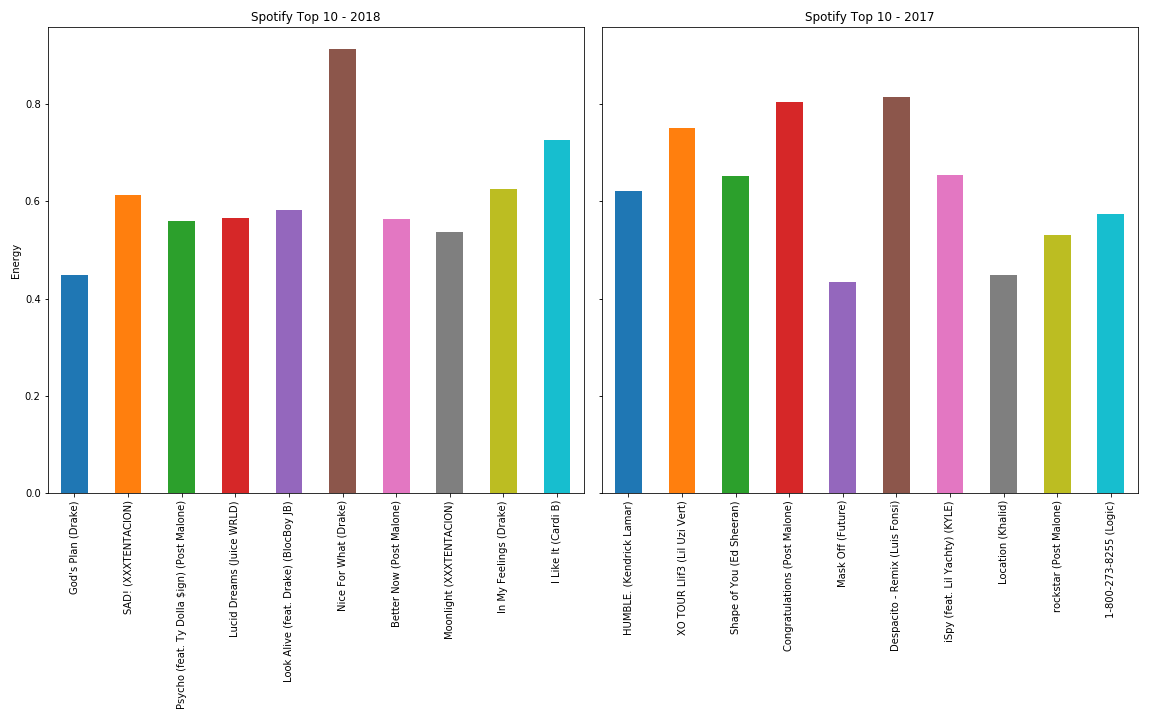 Spotify Top 10 - 2018
Spotify Top 10 - 2017
Energy
0.8
0.6
0.4
0.2
0.0
God's Plan (Drake)
SAD! (XXXTENTACION)
Psycho (feat. Ty Dolla $ign) (Post Malone)
Lucid Dreams (Juice WRLD)
Look Alive (feat. Drake) (BlocBoy JB)
Nice For What (Drake)
Better Now (Post Malone)
Moonlight (XXXTENTACION)
In My Feelings (Drake)
I Like It (Cardi B)
HUMBLE. (Kendrick Lamar)
XO TOUR Llif3 (Lil Uzi Vert)
Shape of You (Ed Sheeran)
Congratulations (Post Malone)
Mask Off (Future)
Despacito - Remix (Luis Fonsi)
iSpy (feat. Lil Yachty) (KYLE)
Location (Khalid)
rockstar (Post Malone)
1-800-273-8255 (Logic)